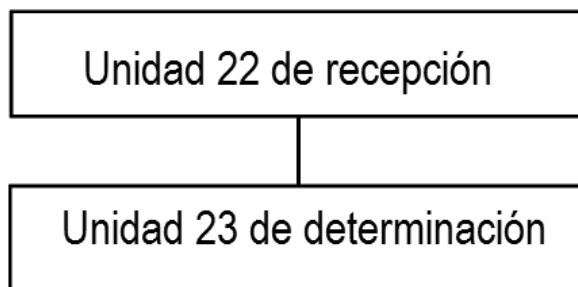 Unidad 22 de recepción
Unidad 23 de determinación